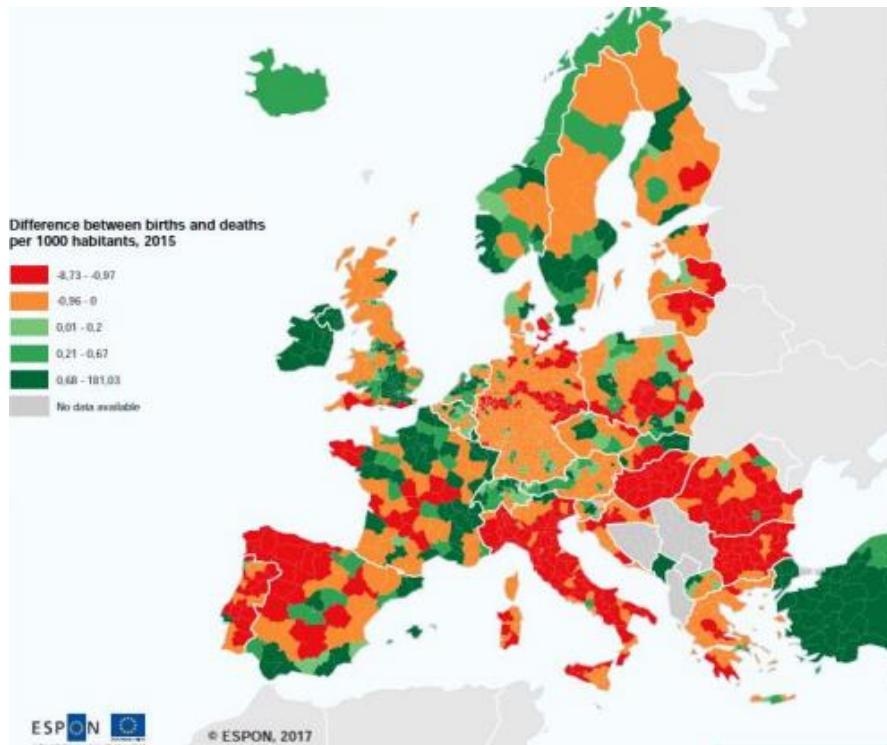 Difference between births and deaths
per 1000 habitants, 2015
-8,73 - -0,97
-0,96 - 0
0,01 - 0,2
0,21 - 0,67
0,68 - 181,03
No data available
ESPON
© ESPON, 2017